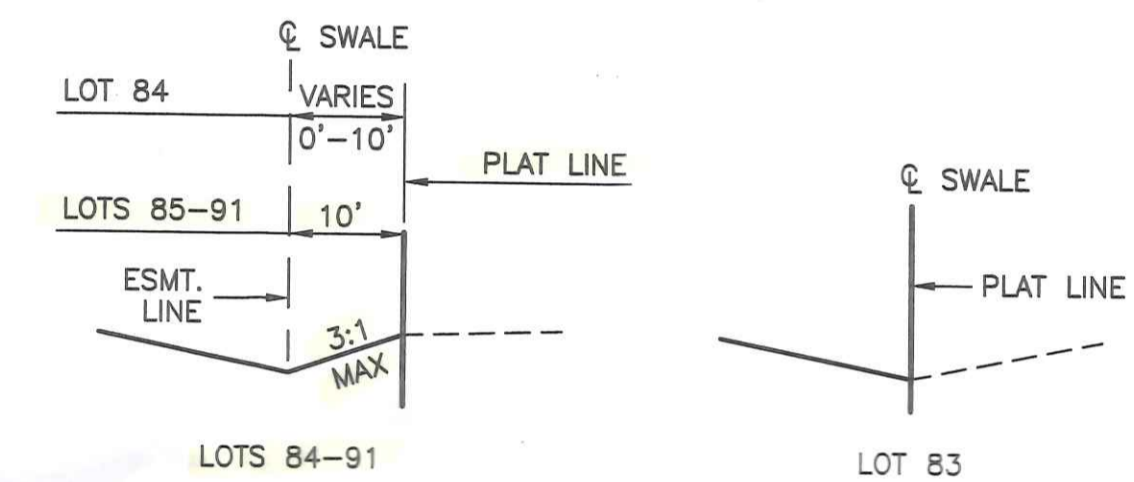 ℄ SWALE
LOT 84
VARIES
0'-10'
PLAT LINE
LOTS 85-91
10'
ESMT.
LINE
3:1
MAX
LOTS 84-91
℄ SWALE
PLAT LINE
LOT 83